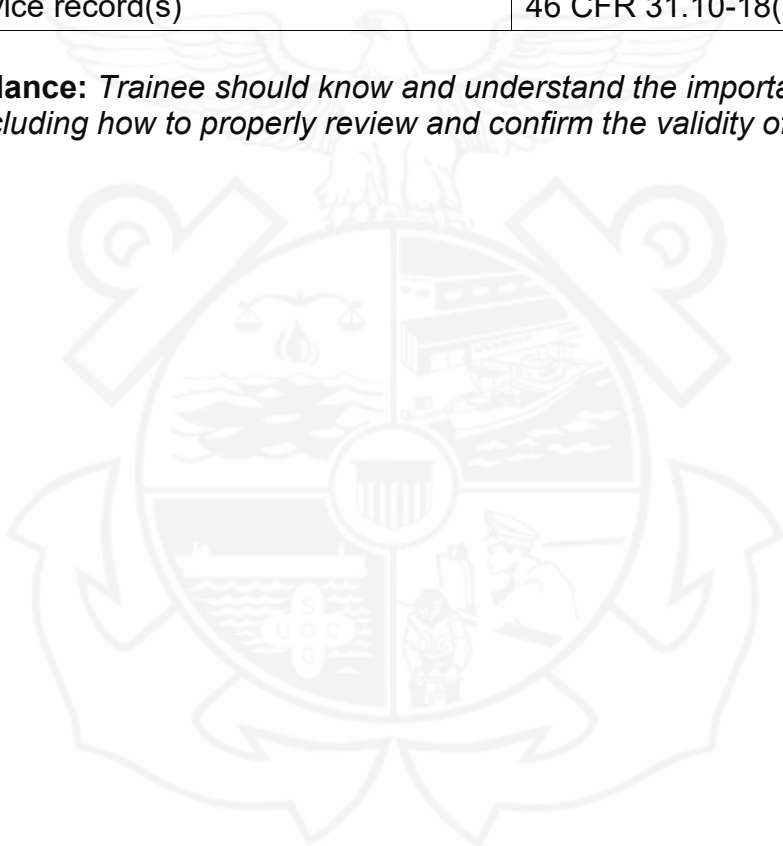 vice record(s) 46 CFR 31.10-18(
lance: Trainee should know and understand the importa
cluding how to properly review and confirm the validity of
S
U O C
G